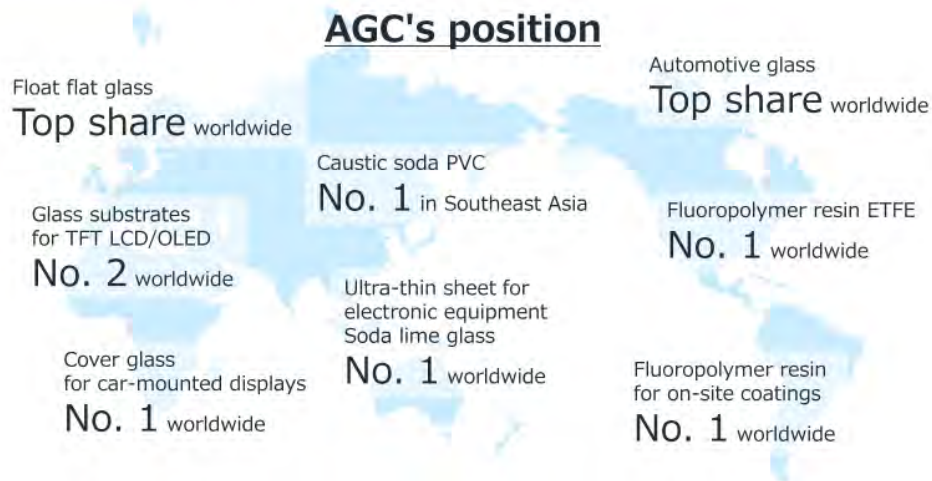 AGC's position
Float flat glass
Top share worldwide
Automotive glass
Top share worldwide
Caustic soda PVC
No. 1 in Southeast Asia
Glass substrates
for TFT LCD/OLED
No. 2 worldwide
Fluoropolymer resin ETFE
No. 1 worldwide
Ultra-thin sheet for
electronic equipment
Soda lime glass
No. 1 worldwide
Cover glass
for car-mounted displays
No. 1 worldwide
Fluoropolymer resin
for on-site coatings
No. 1 worldwide